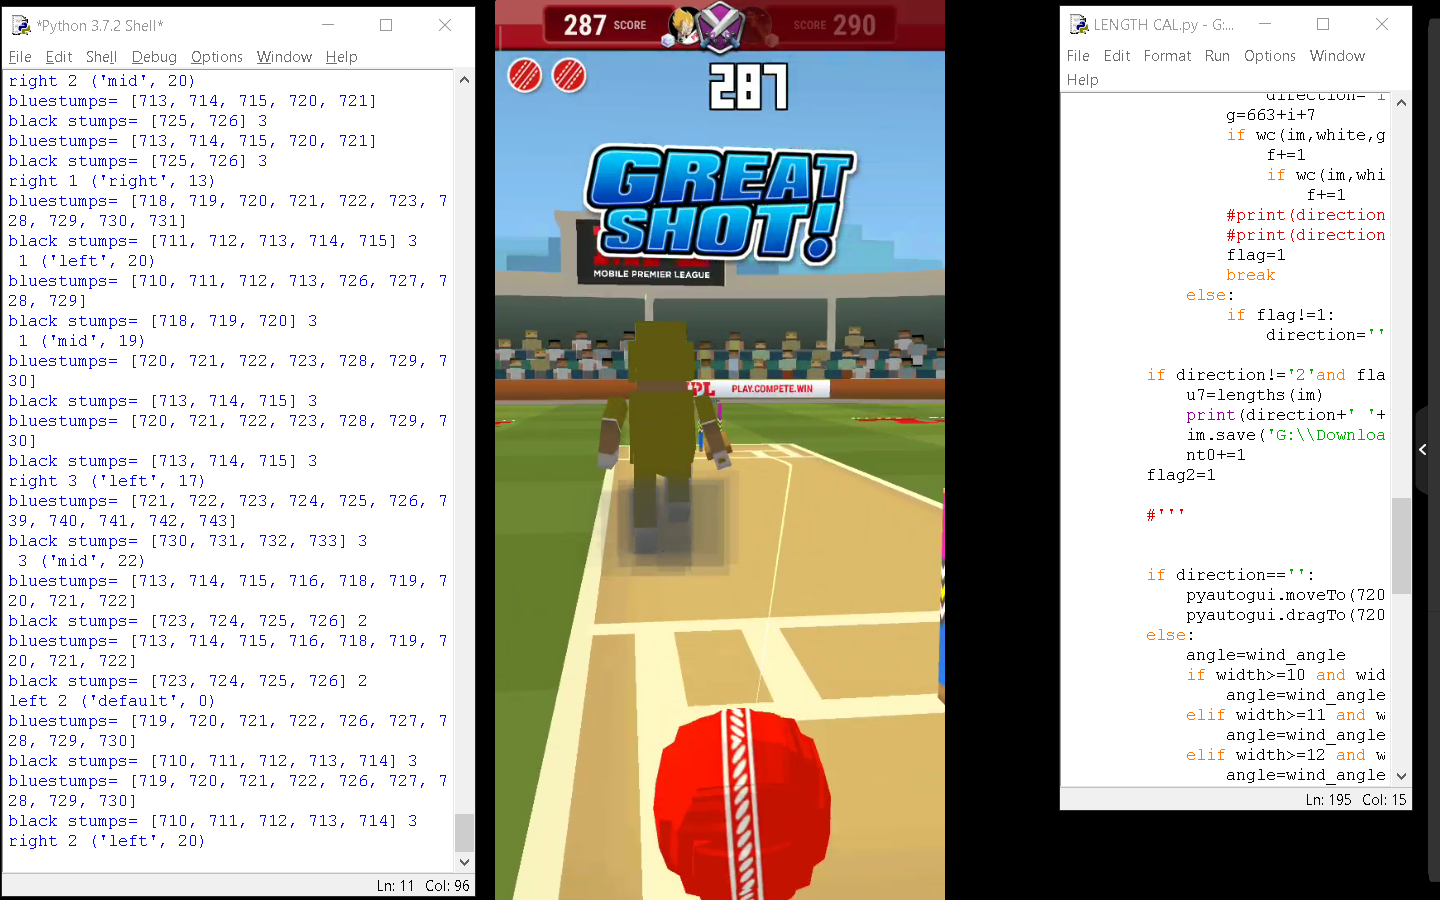 *Python 3.7.2 Shell*
File Edit Shell Debug Options Window Help
right 2 ('mid', 20)
bluestumps= [713, 714, 715, 720, 721]
black stumps= [725, 726] 3
bluestumps= [713, 714, 715, 720, 721]
black stumps= [725, 726] 3
right 1 ('right', 13)
bluestumps= [718, 719, 720, 721, 722, 723, 7
28, 729, 730, 731]
black stumps= [711, 712, 713, 714, 715] 3
1 ('left', 20)
bluestumps= [710, 711, 712, 713, 726, 727, 7
28, 729]
black stumps= [718, 719, 720] 3
1 ('mid', 19)
bluestumps= [720, 721, 722, 723, 728, 729, 7
30]
black stumps= [713, 714, 715] 3
bluestumps= [720, 721, 722, 723, 728, 729, 7
30]
black stumps= [713, 714, 715] 3
right 3 ('left', 17)
bluestumps= [721, 722, 723, 724, 725, 726, 7
39, 740, 741, 742, 743]
black stumps= [730, 731, 732, 733] 3
3 ('mid', 22)
bluestumps= [713, 714, 715, 716, 718, 719, 7
20, 721, 722]
black stumps= [723, 724, 725, 726] 2
bluestumps= [713, 714, 715, 716, 718, 719, 7
20, 721, 722]
black stumps= [723, 724, 725, 726] 2
left 2 ('default', 0)
bluestumps= [719, 720, 721, 722, 726, 727, 7
28, 729, 730]
black stumps= [710, 711, 712, 713, 714] 3
bluestumps= [719, 720, 721, 722, 726, 727, 7
28, 729, 730]
black stumps= [710, 711, 712, 713, 714] 3
right 2 ('left', 20)
Ln: 11 Col: 96
287 SCORE
SCORE 290
287
GREAT
SHOT!
MOBILE PREMIER LEAGUE
PLAY.COMPETE.WIN
LENGTH CAL.py - G:...
File Edit Format Run Options Window
Help
direction='i
g=663+i+7
if wc(im,white,g
f+=1
if wc(im,whi
f+=1
#print(direction
#print(direction
flag=1
break
else:
if flag!=1:
direction=''
if direction!='2'and fla
u7=lengths(im)
print(direction+' '+
im.save('G:\\Downloa
nt0+=1
flag2=1
#'''
if direction=='':
pyautogui.moveTo(720
pyautogui.dragTo(720
else:
angle=wind_angle
if width>=10 and wid
angle=wind_angle
elif width>=11 and w
angle=wind_angle
elif width>=12 and w
angle=wind_angle
Ln: 195 Col: 15